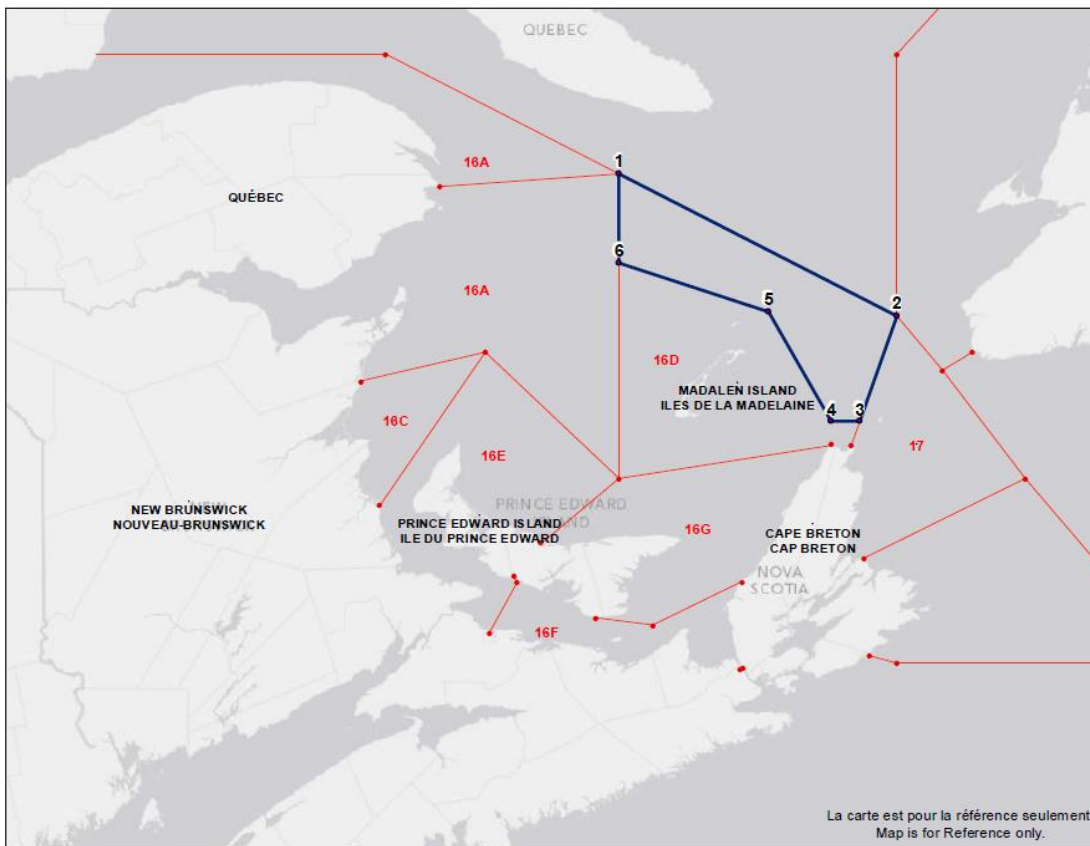 QUEBEC
1
16A
QUÉBEC
6
16A
5
2
16D
MADALEN ISLAND
ILES DE LA MADELAINE
4
3
16C
17
16E
NEW BRUNSWICK
NOUVEAU-BRUNSWICK
PRINCE EDWARD
ISLAND
PRINCE EDWARD ISLAND
ILE DU PRINCE EDWARD
16G
CAPE BRETON
CAP BRETON
NOVA
SCOTIA
16F
La carte est pour la référence seulement
Map is for Reference only.